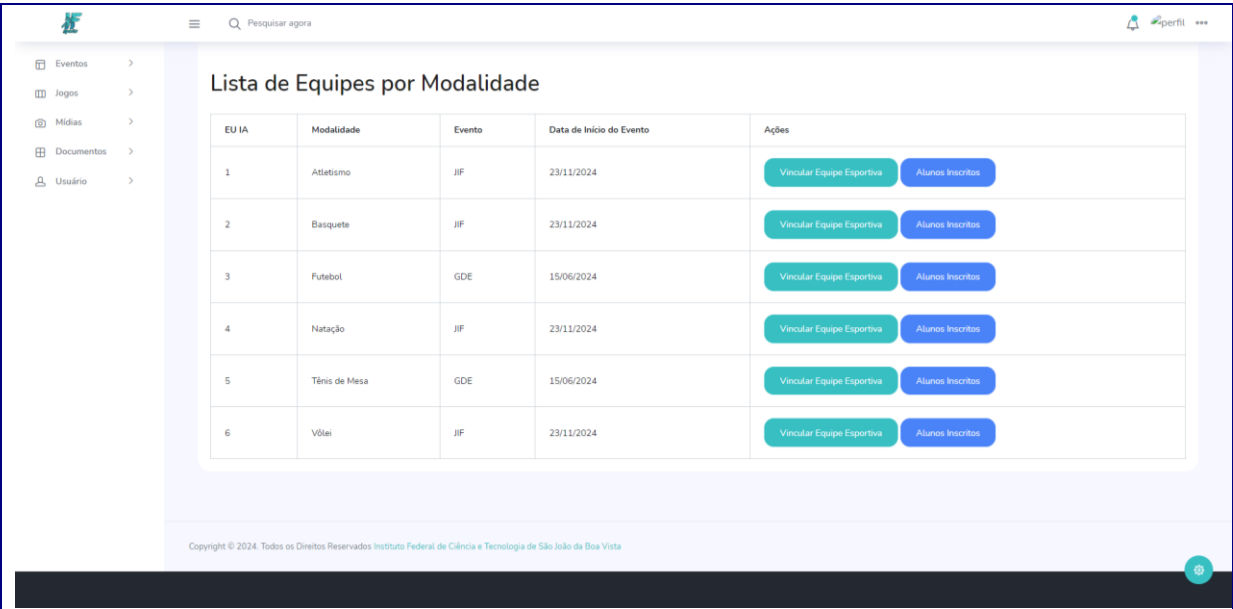 Pesquisar agora
perfil
Eventos
Jogos
Mídias
Documentos
Usuário
Lista de Equipes por Modalidade
EU IA Modalidade Evento Data de Início do Evento Ações
1 Atletismo JIF 23/11/2024 Vincular Equipe Esportiva Alunos Inscritos
2 Basquete JIF 23/11/2024 Vincular Equipe Esportiva Alunos Inscritos
3 Futebol GDE 15/06/2024 Vincular Equipe Esportiva Alunos Inscritos
4 Natação JIF 23/11/2024 Vincular Equipe Esportiva Alunos Inscritos
5 Tênis de Mesa GDE 15/06/2024 Vincular Equipe Esportiva Alunos Inscritos
6 Vôlei JIF 23/11/2024 Vincular Equipe Esportiva Alunos Inscritos
Copyright © 2024. Todos os Direitos Reservados Instituto Federal de Ciência e Tecnologia de São João da Boa Vista